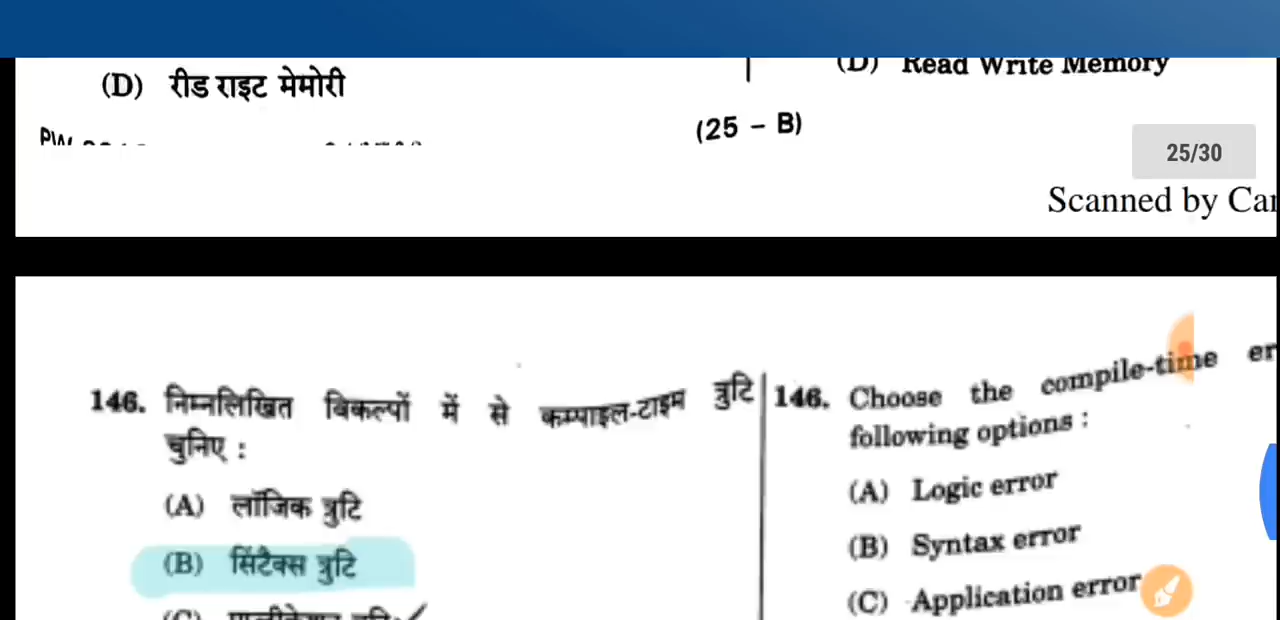 (D) रीड राइट मेमोरी
(D) Read Write Memory
(25 - B)
25/30
Scanned by
146. निम्नलिखित विकल्पों में से कम्पाइल-टाइम त्रुटि
चुनिए :
(A) लॉजिक त्रुटि
(B) सिंटैक्स त्रुटि
146. Choose the compile-time
following options :
(A) Logic error
(B) Syntax error
(C) Application error